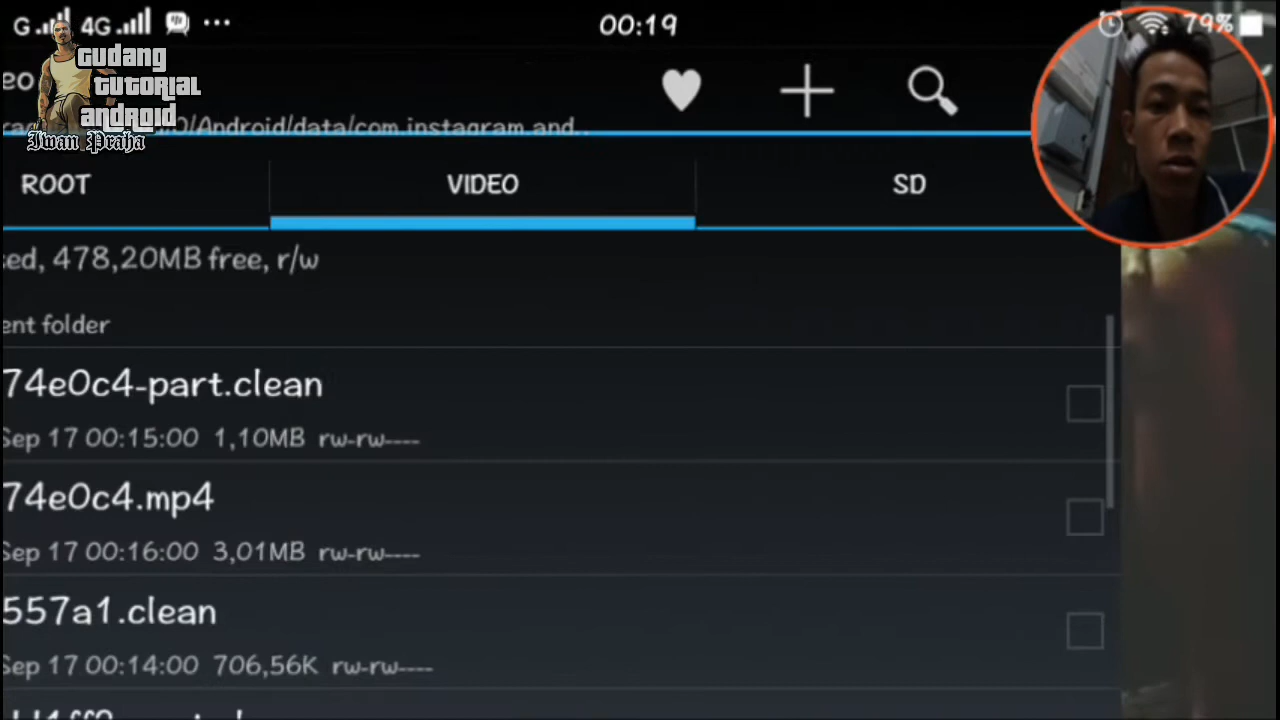 G 4G ... 00:19 79%
Gudang
Tutorial
Android
Iwan Praha
eo
0/Android/data/com.instagram.and..
ROOT VIDEO SD
sed, 478,20MB free, r/w
ent folder
74e0c4-part.clean
Sep 17 00:15:00 1,10MB rw-rw----
74e0c4.mp4
Sep 17 00:16:00 3,01MB rw-rw----
557a1.clean
Sep 17 00:14:00 706,56K rw-rw----